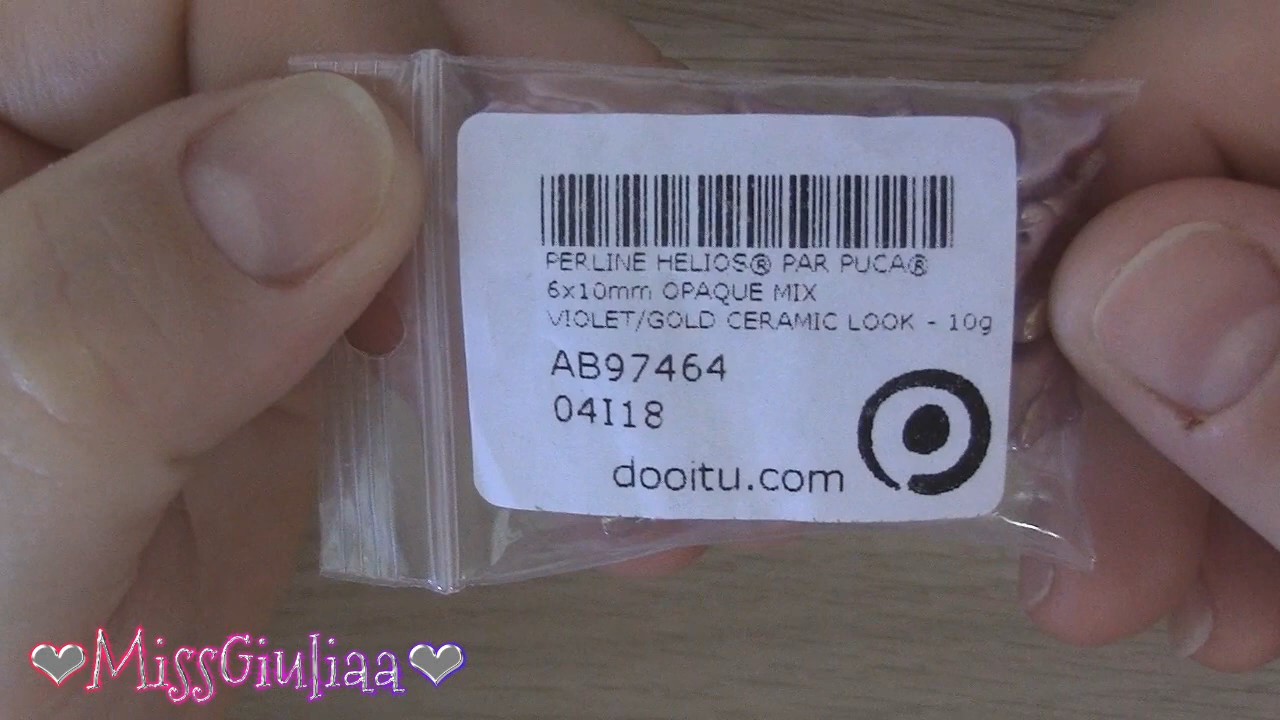 PERLINE HELIOS® PAR PUCA®
6x10mm OPAQUE MIX
VIOLET/GOLD CERAMIC LOOK - 10g
AB97464
04I18
dooitu.com
❤MissGiuliaa❤